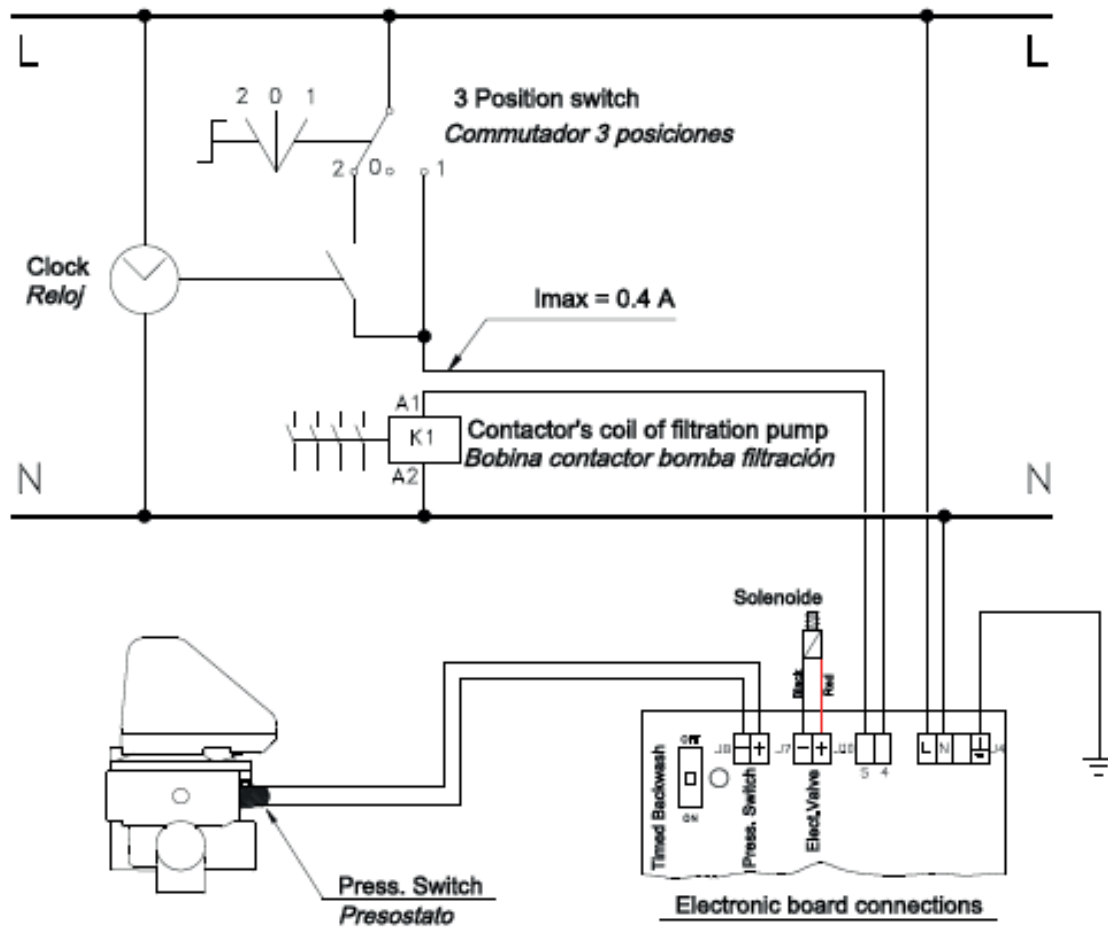 L
L
2 0 1
3 Position switch
Commutador 3 posiciones
2 0 1
Clock
Reloj
Imax = 0.4 A
A1
K1
A2
Contactor's coil of filtration pump
Bobina contactor bomba filtración
N
N
Solenoide
Black
Red
OFF
ON
Timed Backwash
J8
- +
Press. Switch
J7
- +
Elect.Valve
J20
5 4
L N
J4
Press. Switch
Presostato
Electronic board connections